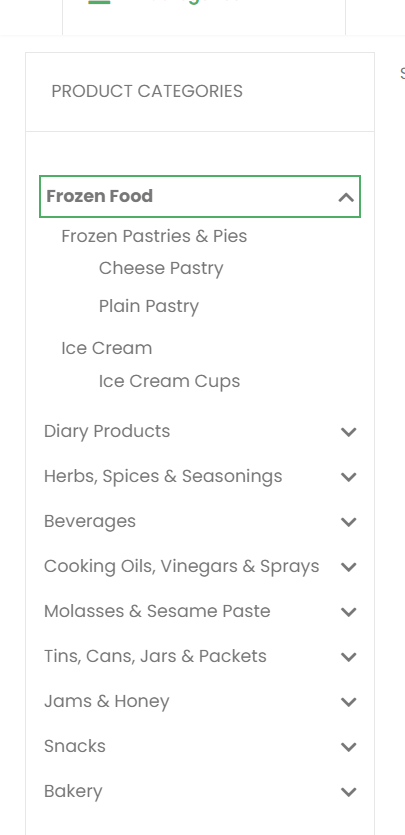 PRODUCT CATEGORIES
Frozen Food
Frozen Pastries & Pies
Cheese Pastry
Plain Pastry
Ice Cream
Ice Cream Cups
Diary Products
Herbs, Spices & Seasonings
Beverages
Cooking Oils, Vinegars & Sprays
Molasses & Sesame Paste
Tins, Cans, Jars & Packets
Jams & Honey
Snacks
Bakery